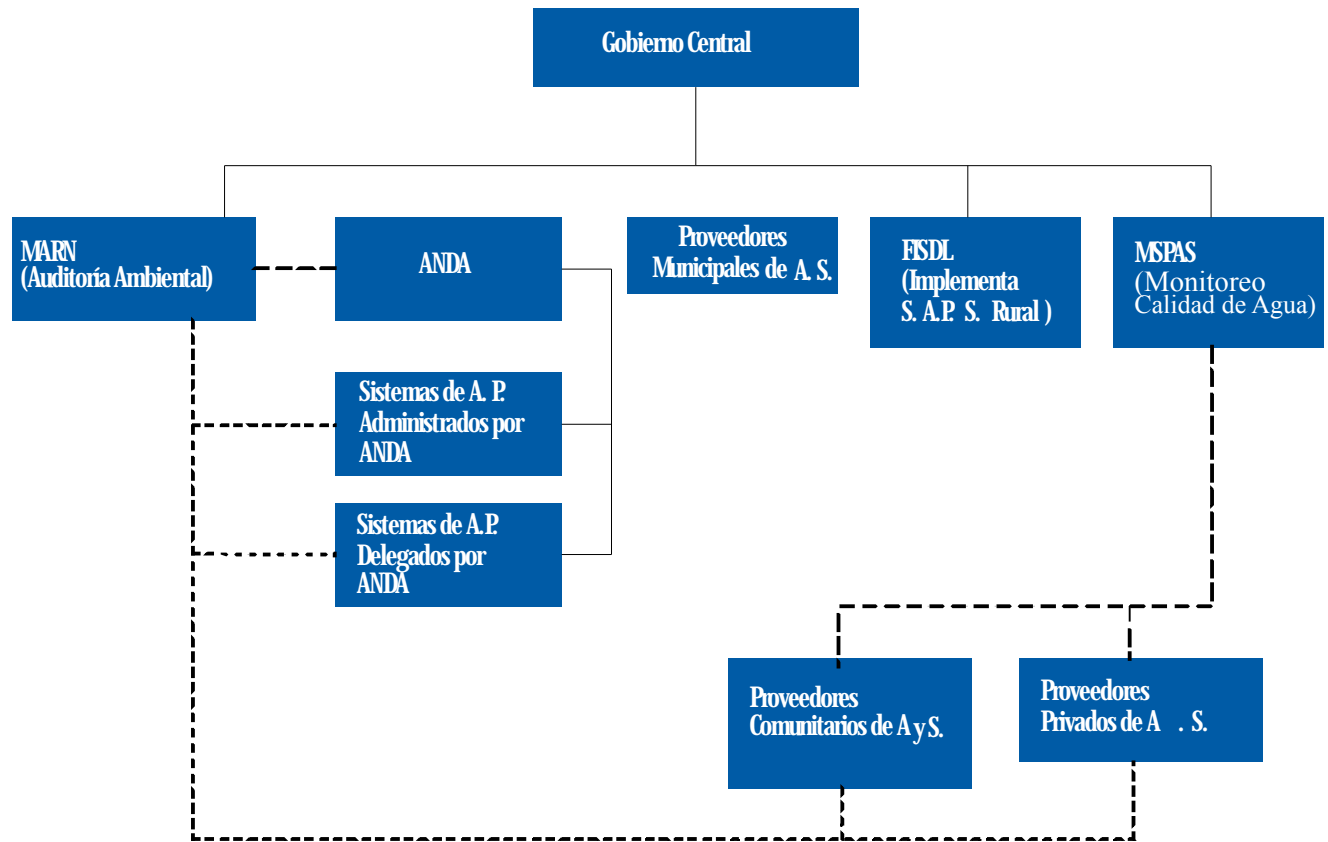 Gobierno Central
MARN
(Auditoría Ambiental)
ANDA
Proveedores
Municipales de A. S.
FISDL
(Implementa
S. A.P. S. Rural )
MSPAS
(Monitoreo
Calidad de Agua)
Sistemas de A. P.
Administrados por
ANDA
Sistemas de A.P.
Delegados por
ANDA
Proveedores
Comunitarios de A y S.
Proveedores
Privados de A . S.